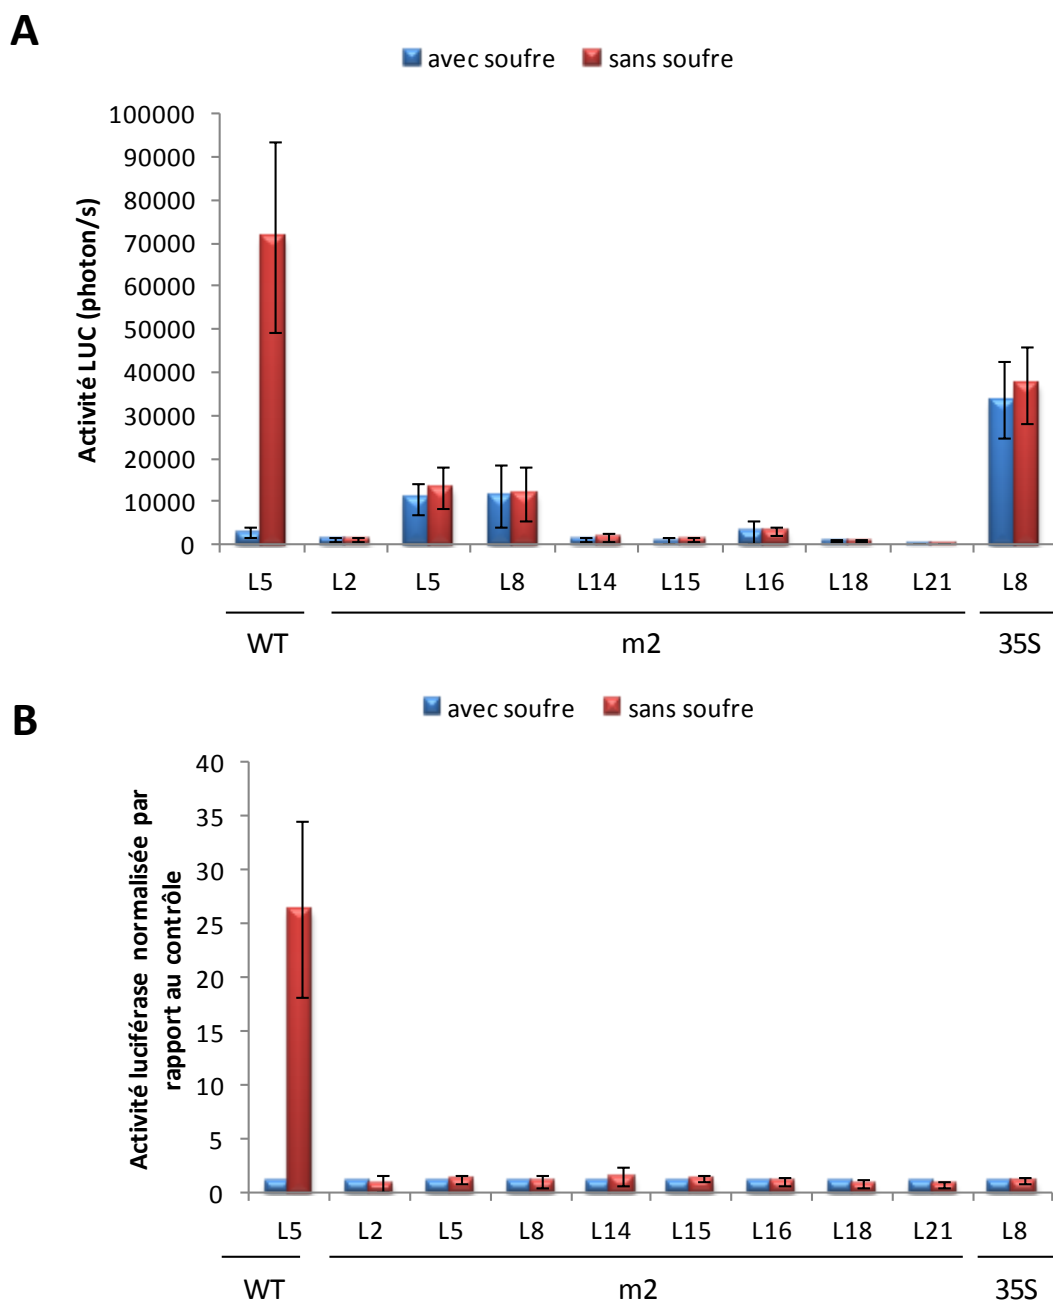 A
avec soufre sans soufre
100000
90000
80000
70000
60000
50000
40000
30000
20000
10000
0
Activité LUC (photon/s)
L5 L2 L5 L8 L14 L15 L16 L18 L21 L8
WT m2 35S
B
avec soufre sans soufre
40
35
30
25
20
15
10
5
0
Activité luciférase normalisée par
rapport au contrôle
L5 L2 L5 L8 L14 L15 L16 L18 L21 L8
WT m2 35S